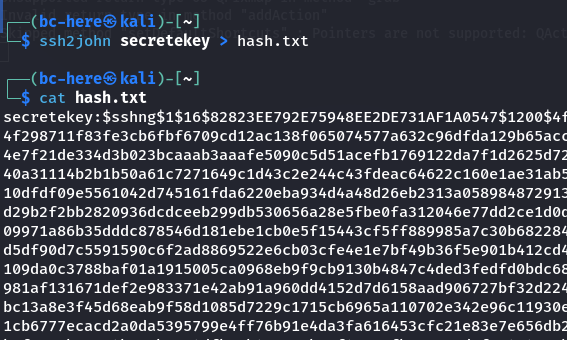 (bc-here㉿kali)-[~]
$ ssh2john secretekey > hash.txt
(bc-here㉿kali)-[~]
$ cat hash.txt
secretekey:$sshng$1$16$82823EE792E75948EE2DE731AF1A0547$1200$4f
4f298711f83fe3cb6fbf6709cd12ac138f065074577a632c96dfda129b65acc
4e7f21de334d3b023bcaaab3aaafe5090c5d51acefb1769122da7f1d2625d72
40a31114b2b1b50a61c7271649c1d43c2e244c43fdeac64622c160e1ae31ab5
10dfdf09e5561042d745161fda6220eba934d4a48d26eb2313a058984872913
d29b2f2bb2820936dcdceeb299db530656a28e5fbe0fa312046e77dd2ce1d0d
09971a86b35dddc878546d181ebe1cb0e5f15443cf5ff889985a7c30b682284
d5df90d7c5591590c6f2ad8869522e6cb03cfe4e1e7bf49b36f5e901b412cd4
109da0c3788baf01a1915005ca0968eb9f9cb9130b4847c4ded3fedfd0bdc68
981af131671def2e983371e42ab91a960dd4152d7d6158aad906727bf32d224
bc13a8e3f45d68eab9f58d1085d7229c1715cb6965a110702e342e96c11930e
1cb6777ecacd2a0da5395799e4ff76b91e4da3fa616453cfc21e83e7e656db2